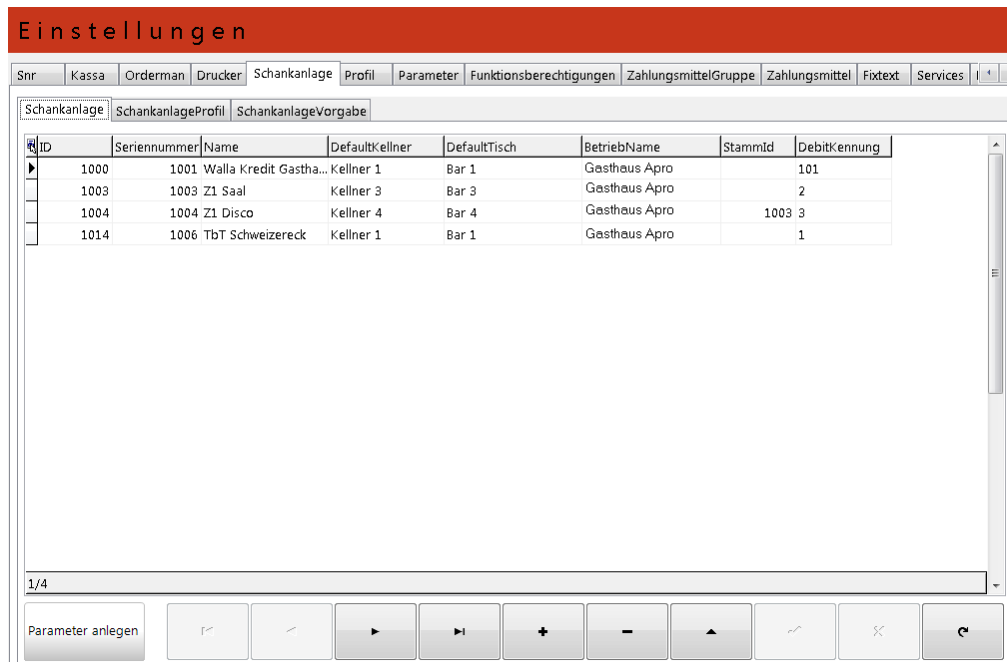 Einstellungen
Snr Kassa Orderman Drucker Schankanlage Profil Parameter Funktionsberechtigungen ZahlungsmittelGruppe Zahlungsmittel Fixtext Services
Schankanlage SchankanlageProfil SchankanlageVorgabe
ID Seriennummer Name DefaultKellner DefaultTisch BetriebName StammId DebitKennung
1000 1001 Walla Kredit Gastha... Kellner 1 Bar 1 Gasthaus Apro 101
1003 1003 Z1 Saal Kellner 3 Bar 3 Gasthaus Apro 2
1004 1004 Z1 Disco Kellner 4 Bar 4 Gasthaus Apro 1003 3
1014 1006 TbT Schweizereck Kellner 1 Bar 1 Gasthaus Apro 1
1/4
Parameter anlegen